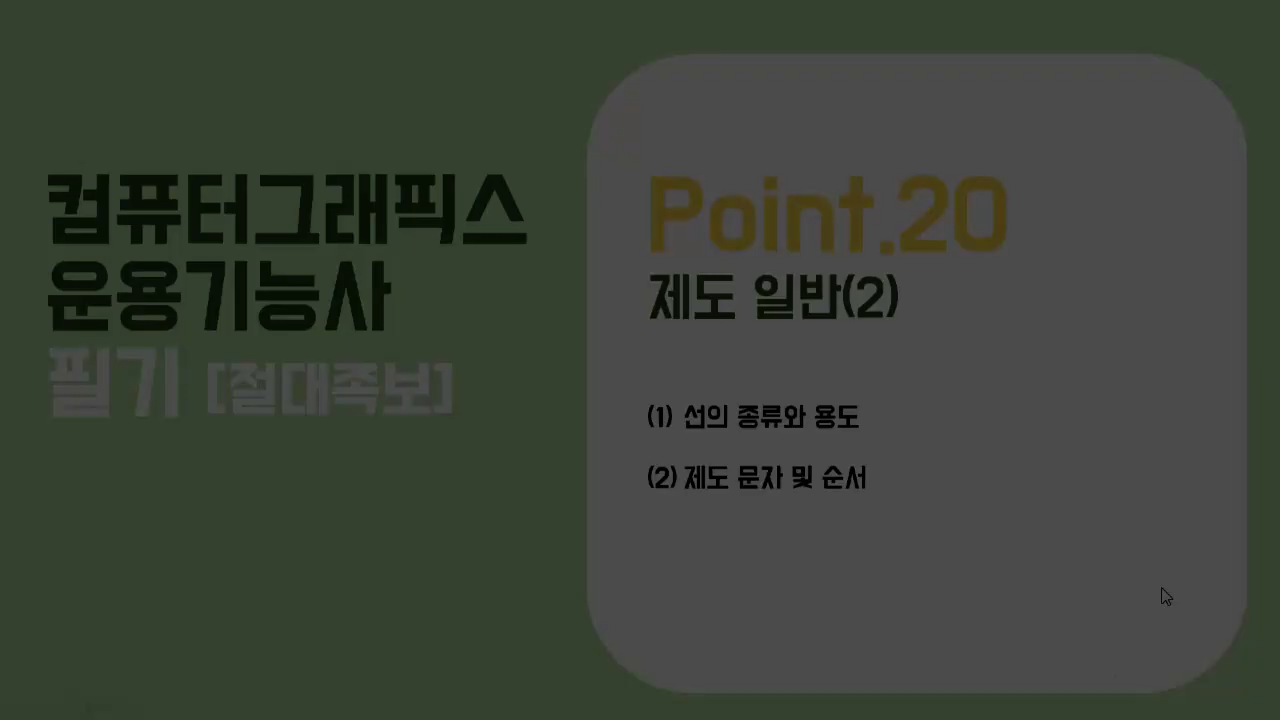 컴퓨터그래픽스
운용기능사
필기 [절대족보]
Point.20
제도 일반(2)
(1) 선의 종류와 용도
(2) 제도 문자 및 순서